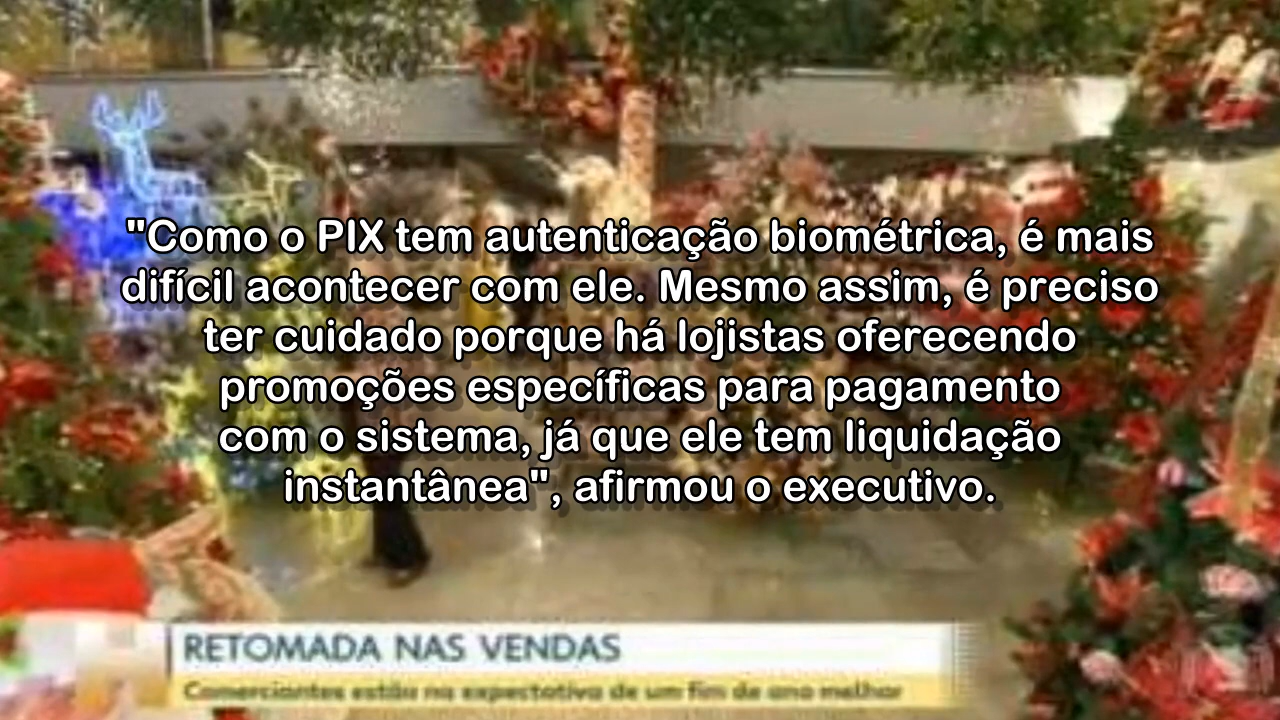 "Como o PIX tem autenticação biométrica, é mais
difícil acontecer com ele. Mesmo assim, é preciso
ter cuidado porque há lojistas oferecendo
promoções específicas para pagamento
com o sistema, já que ele tem liquidação
instantânea", afirmou o executivo.
RETOMADA NAS VENDAS
Comerciantes estão na expectativa de um fim de ano melhor